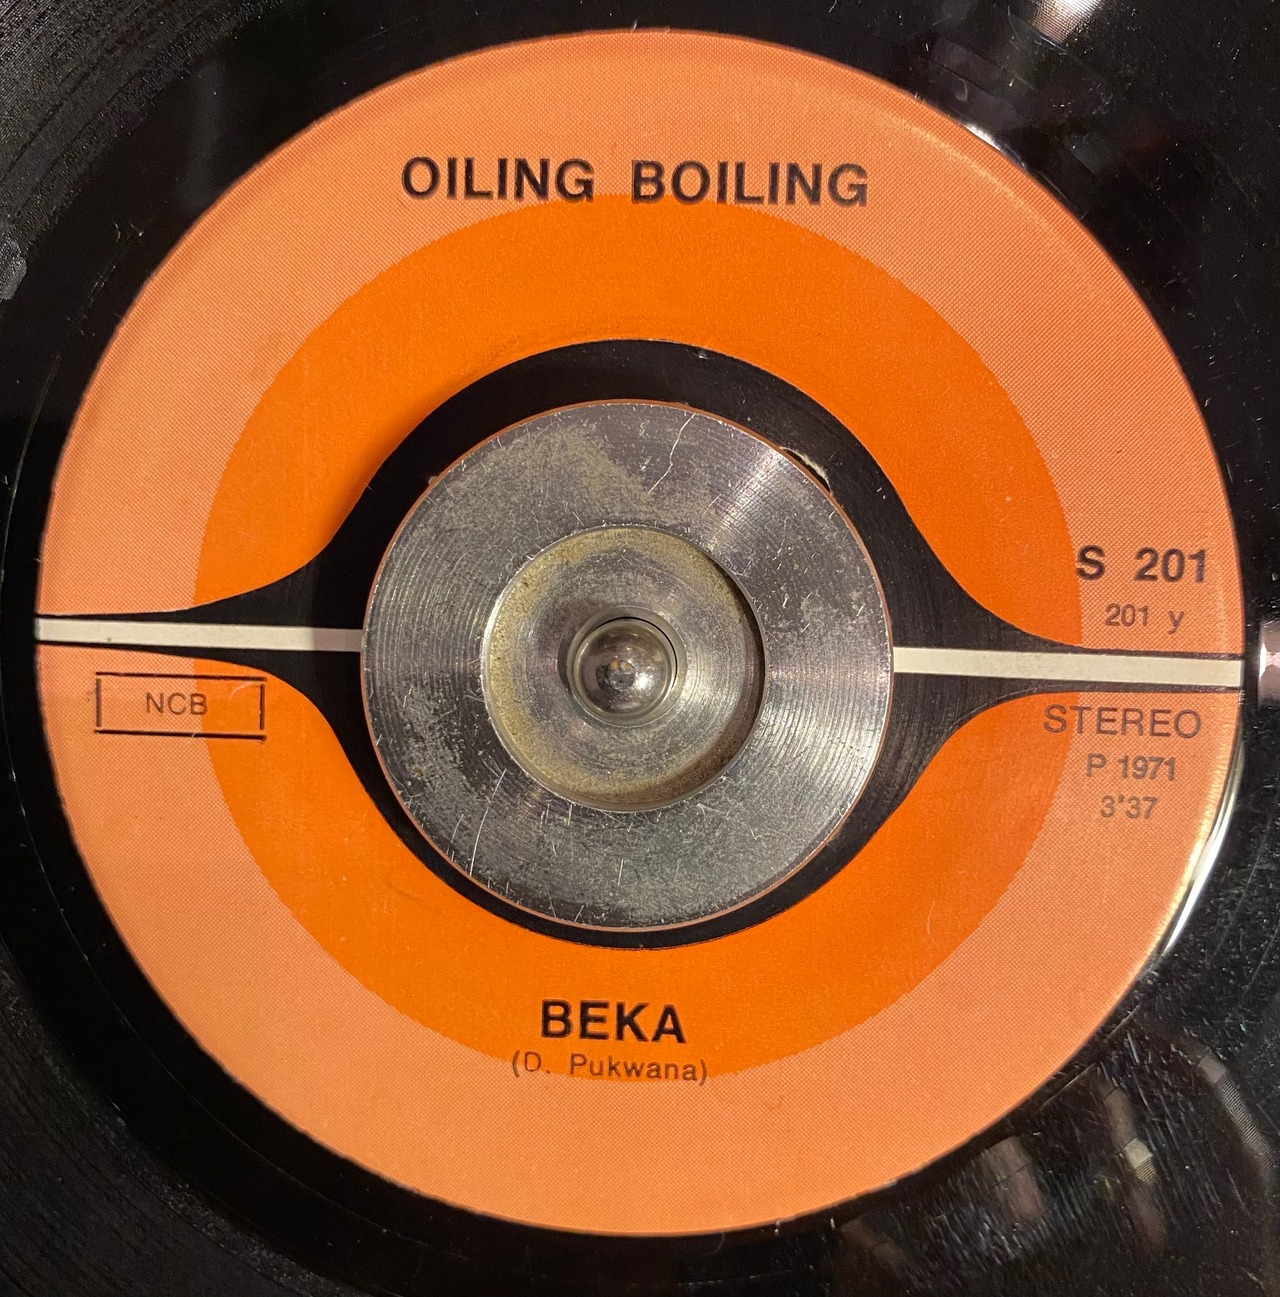 OILING BOILING
S 201
201 y
NCB
STEREO
P 1971
3'37
BEKA
(D. Pukwana)